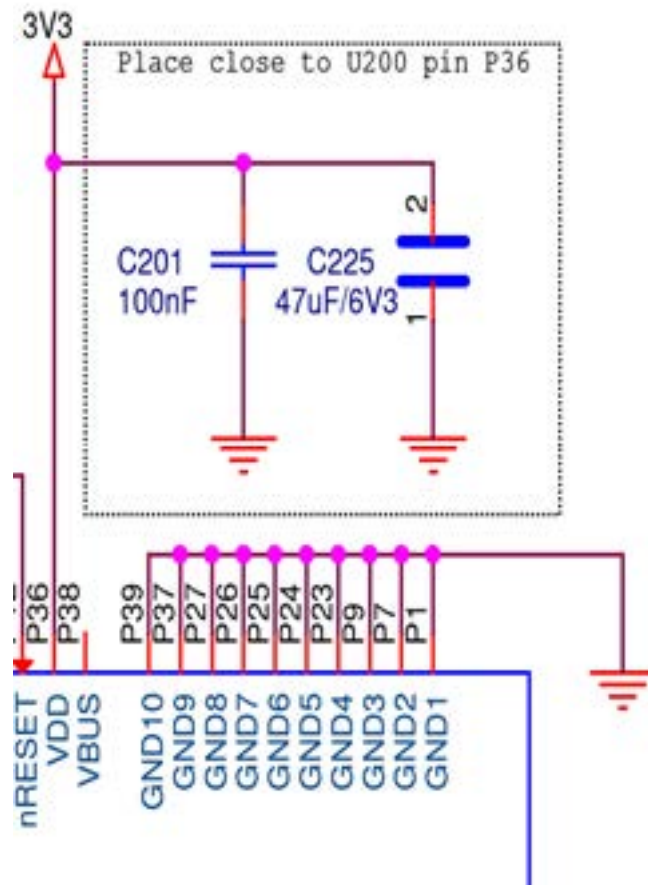 3V3
Place close to U200 pin P36
2
C201
100nF
C225
47uF/6V3
1
P36
P38
P39
P37
P27
P26
P25
P24
P23
P9
P7
P1
nRESET
VDD
VBUS
GND10
GND9
GND8
GND7
GND6
GND5
GND4
GND3
GND2
GND1